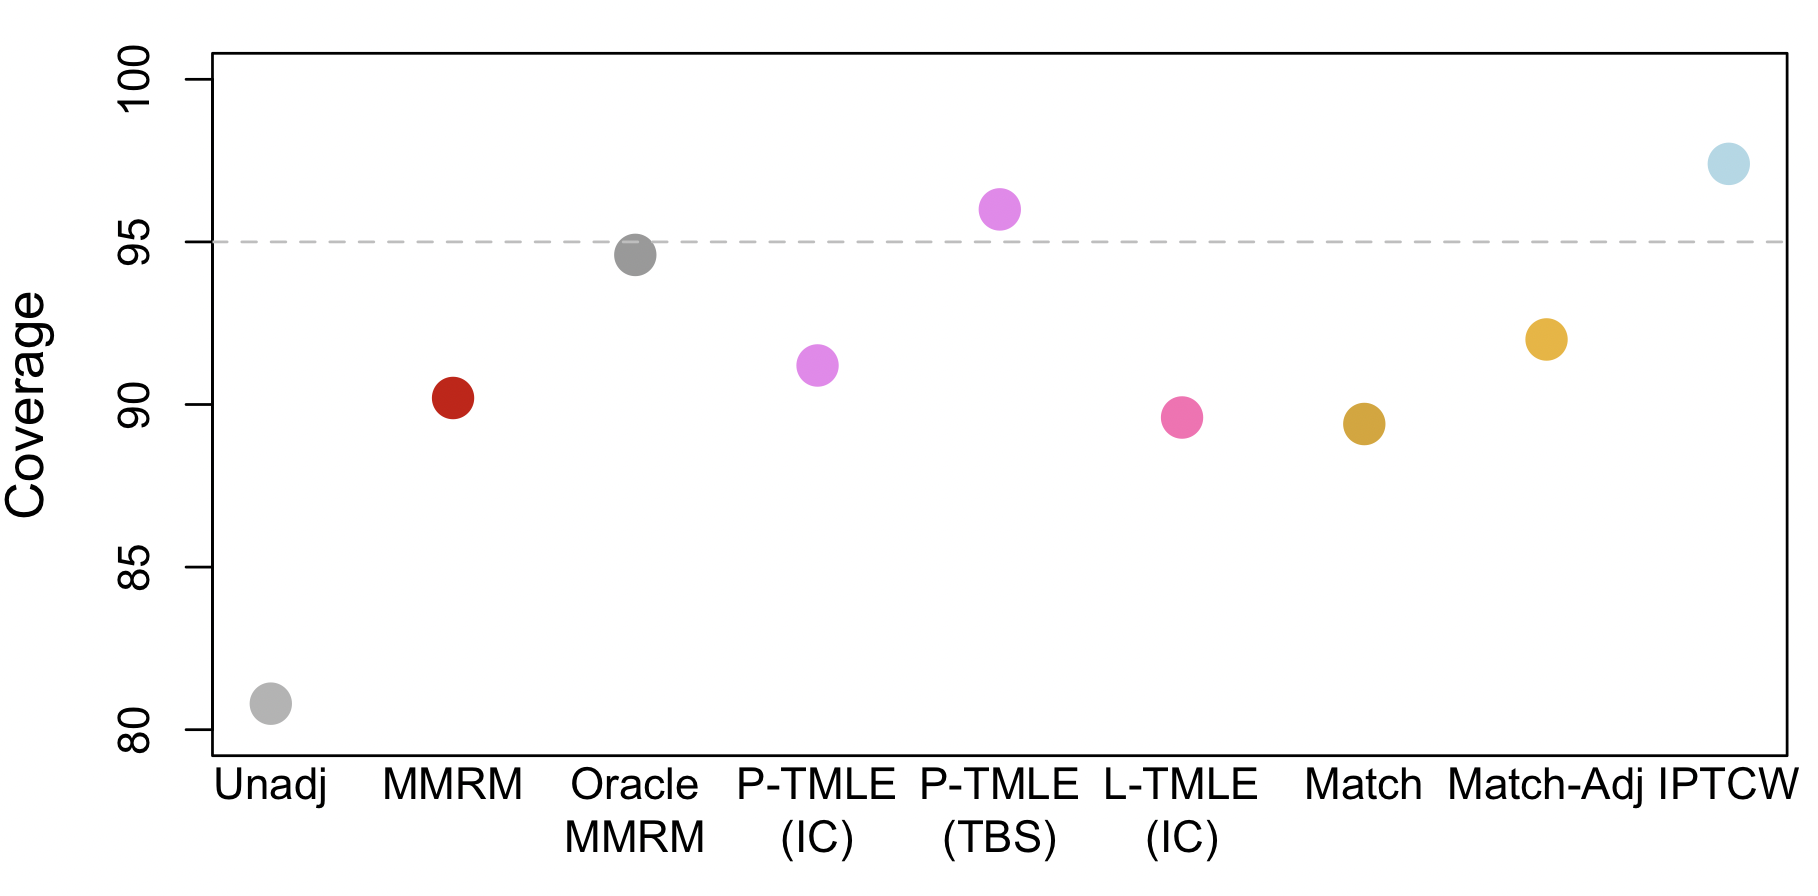 Coverage
100
95
90
85
80
Unadj
MMRM
Oracle
MMRM
P-TMLE
(IC)
P-TMLE
(TBS)
L-TMLE
(IC)
Match
Match-Adj
IPTCW